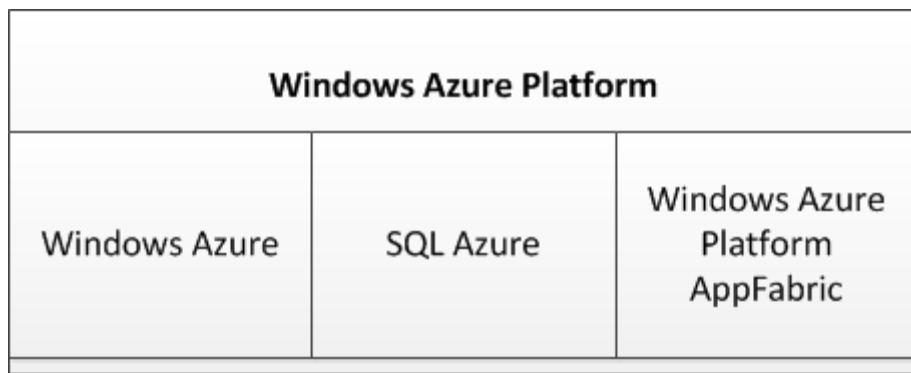 Windows Azure Platform
Windows Azure
SQL Azure
Windows Azure
Platform
AppFabric